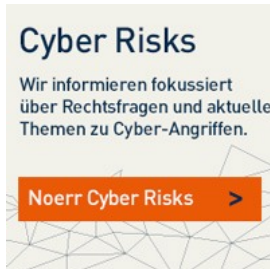 Cyber Risks
Wir informieren fokussiert
über Rechtsfragen und aktuelle
Themen zu Cyber-Angriffen.
Noerr Cyber Risks >